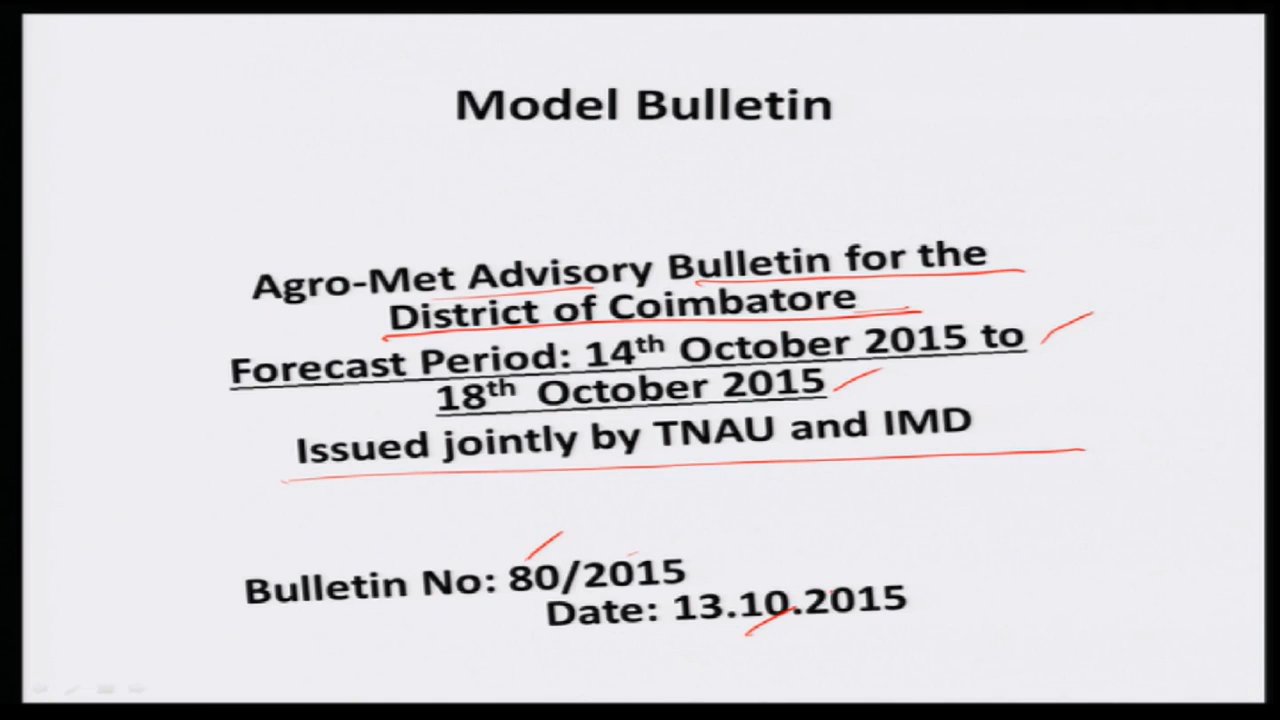 Model Bulletin
Agro-Met Advisory Bulletin for the
District of Coimbatore
Forecast Period: 14th October 2015 to
18th October 2015
Issued jointly by TNAU and IMD
Bulletin No: 80/2015
Date: 13.10.2015